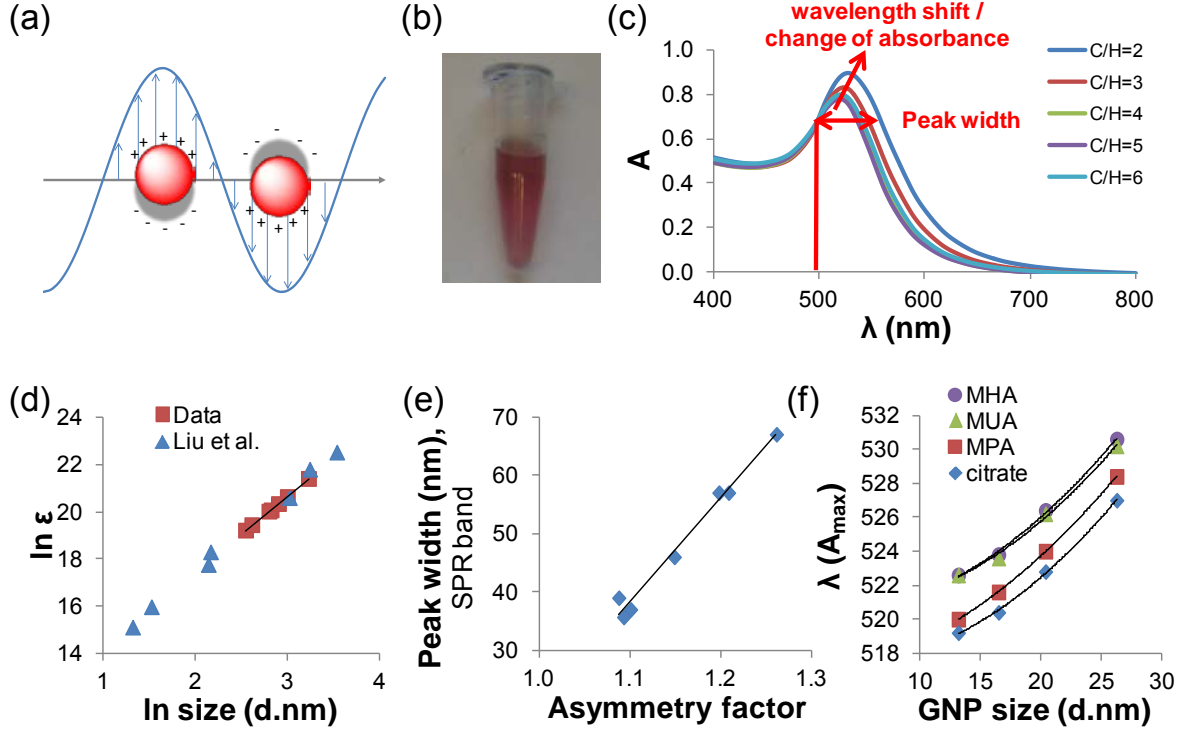 (a)
+ + + + + + +
- - - - - - -
- - - - - -
+ + + + + + +
(b)
(c)
wavelength shift /
change of absorbance
Peak width
A
1.0
0.8
0.6
0.4
0.2
0.0
400 500 600 700 800
λ (nm)
C/H=2
C/H=3
C/H=4
C/H=5
C/H=6
(d)
Data
Liu et al.
ln ε
24
22
20
18
16
14
1 2 3 4
ln size (d.nm)
(e)
Peak width (nm),
SPR band
70
60
50
40
30
1.0 1.1 1.2 1.3
Asymmetry factor
(f)
MHA
MUA
MPA
citrate
λ (Amax)
532
530
528
526
524
522
520
518
10 15 20 25 30
GNP size (d.nm)